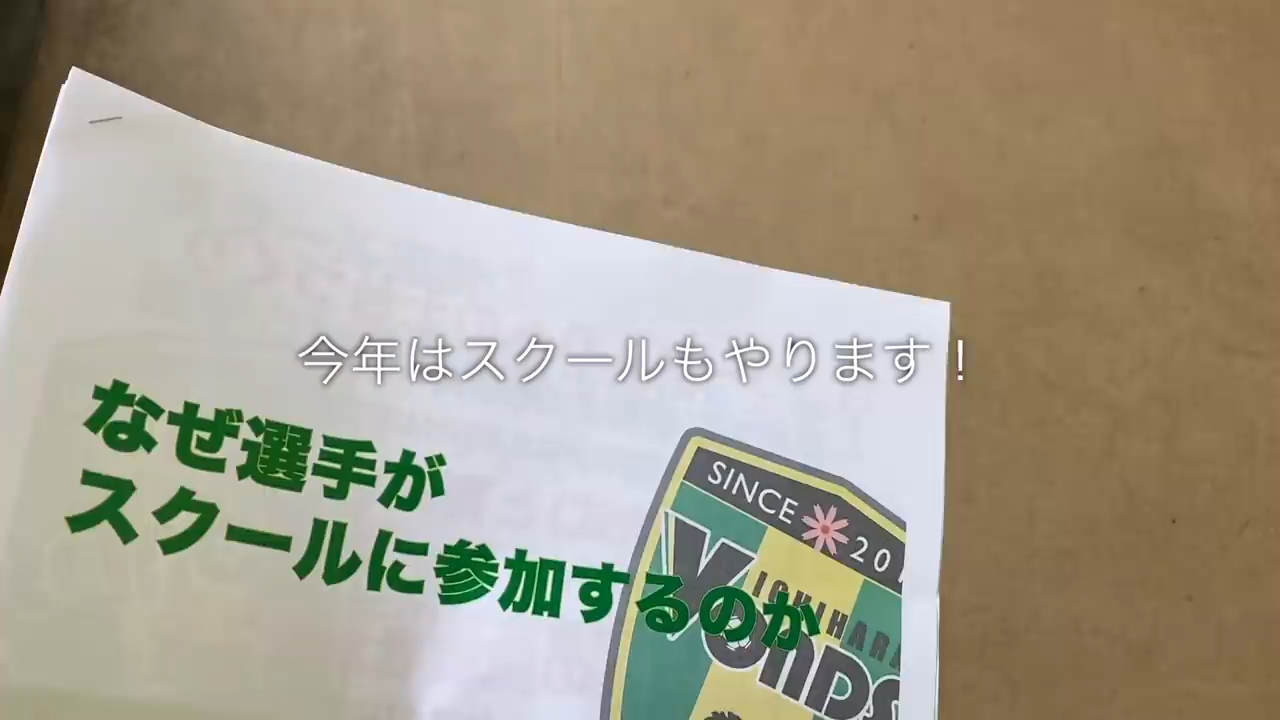 今年はスクールもやります！
なぜ選手が
スクールに参加するのか
SINCE 20
ICHIHARA
VONDS